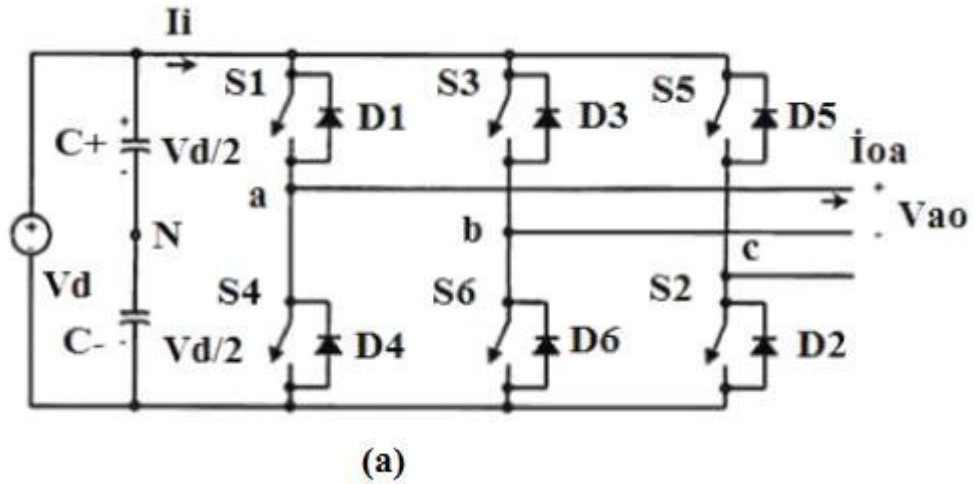 Ii
S1
D1
S3
D3
S5
D5
C+
+
Vd/2
-
İoa
a
+
Vao
-
b
N
c
+
-
Vd
S4
D4
S6
D6
S2
D2
C-
Vd/2
-
(a)